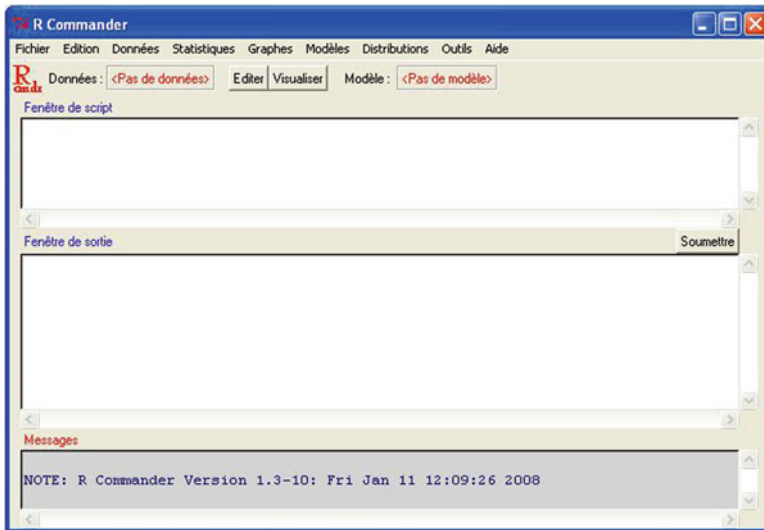 R Commander
Fichier Edition Données Statistiques Graphes Modèles Distributions Outils Aide
R cmdr Données : <Pas de données> Editer Visualiser Modèle : <Pas de modèle>
Fenêtre de script
Fenêtre de sortie Soumettre
Messages
NOTE: R Commander Version 1.3-10: Fri Jan 11 12:09:26 2008